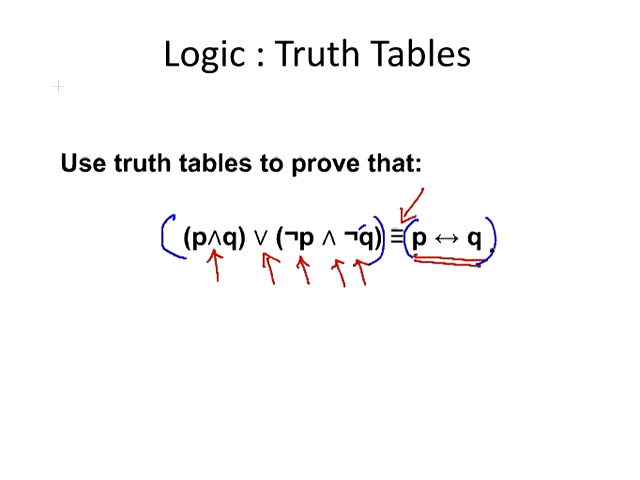 Logic : Truth Tables
Use truth tables to prove that:
(p∧q) ∨ (¬p ∧ ¬q) ≡ p ↔ q.